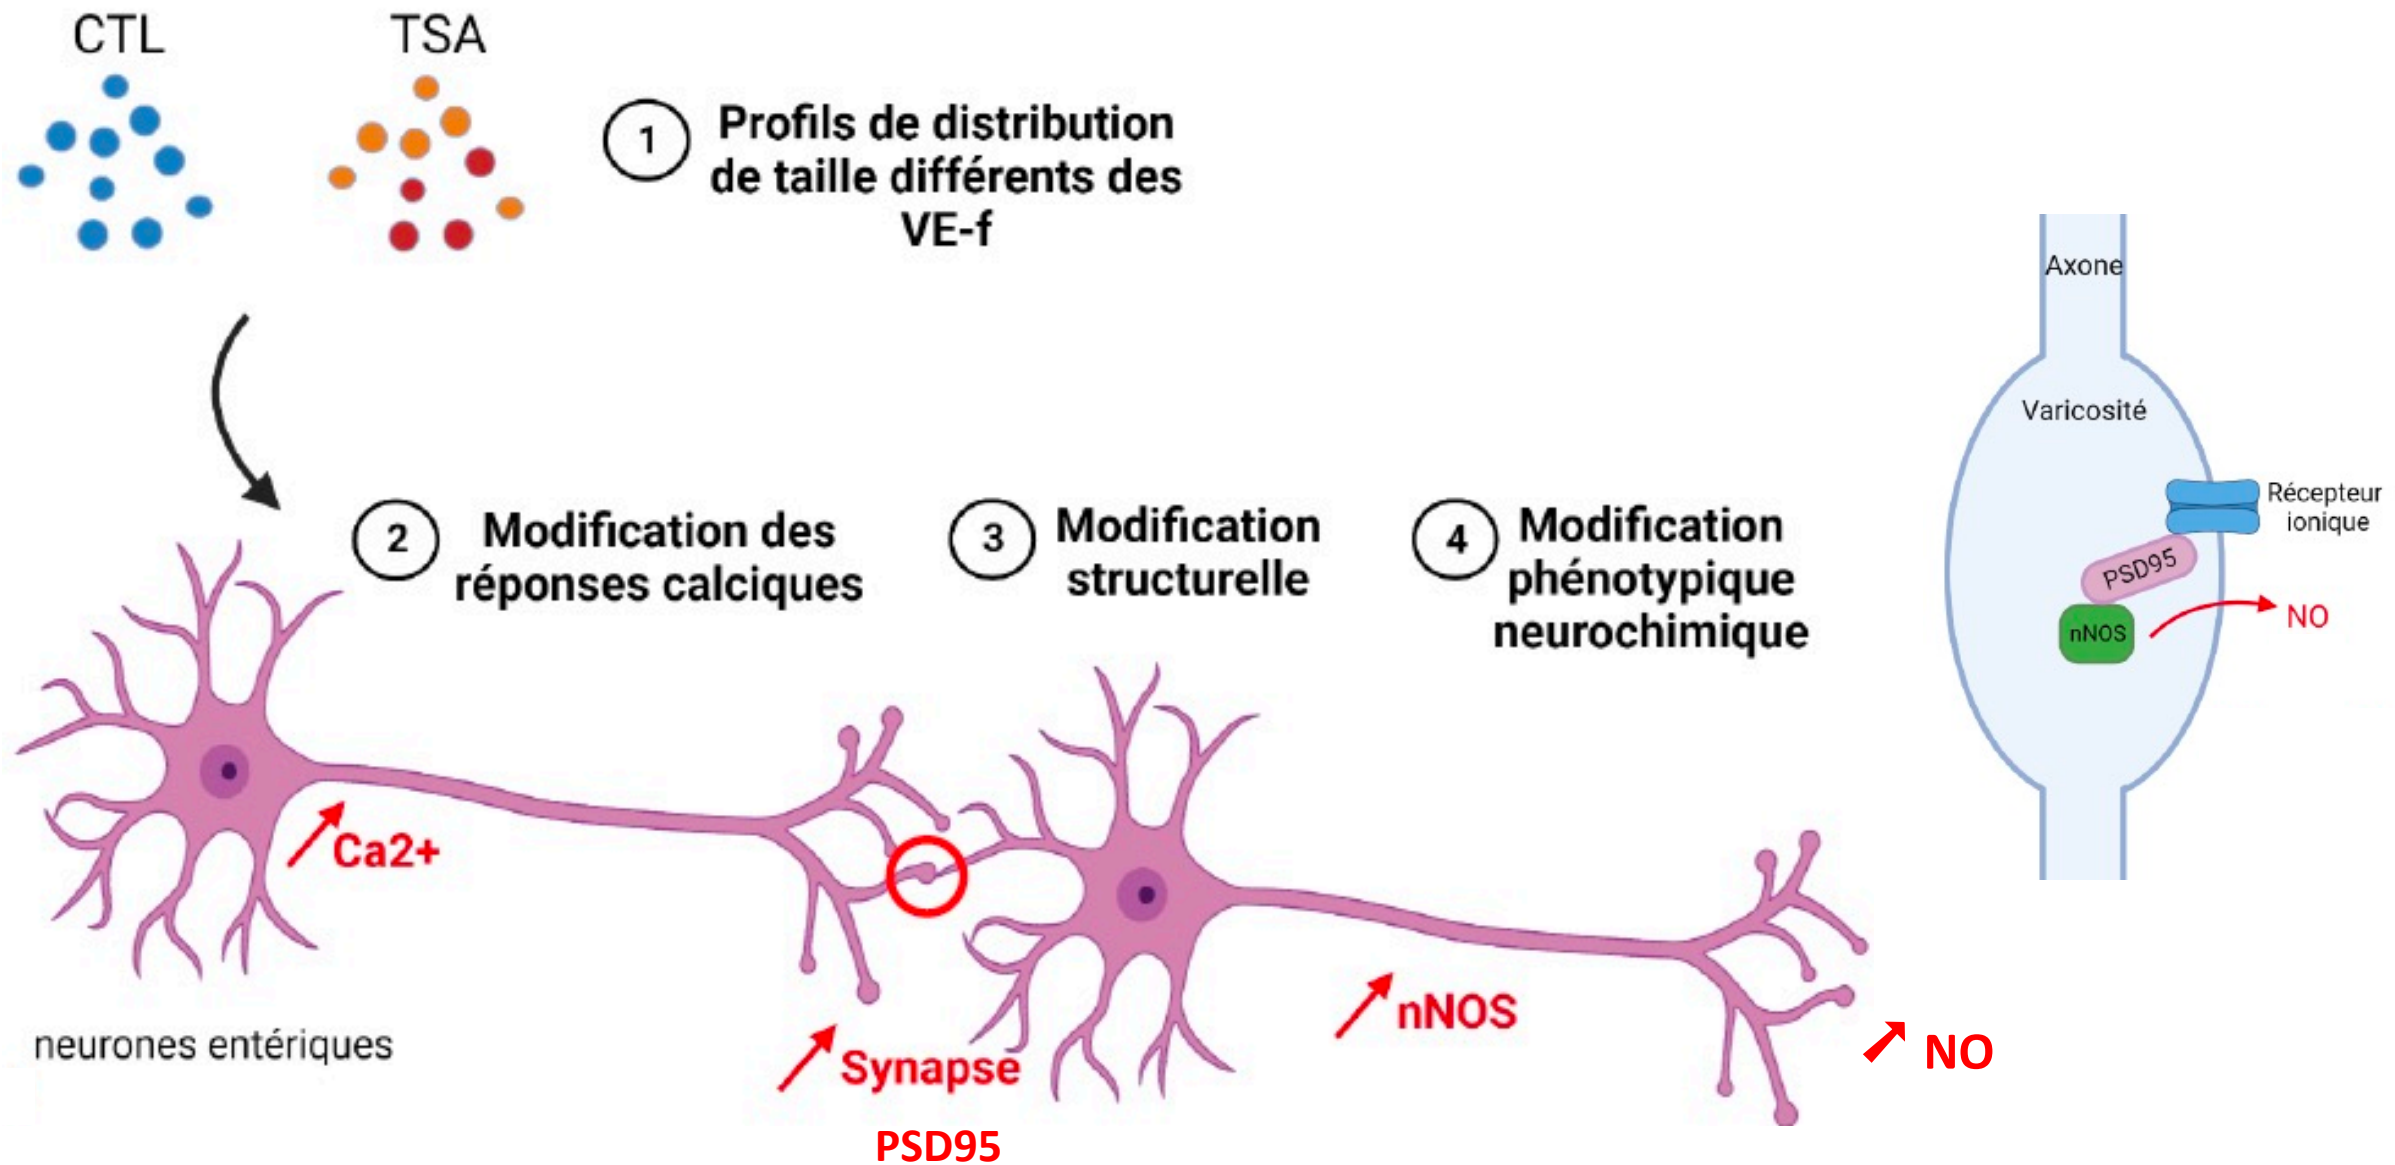 CTL
TSA
1
Profils de distribution
de taille différents des
VE-f
2
Modification des
réponses calciques
3
Modification
structurelle
4
Modification
phénotypique
neurochimique
Ca2+
neurones entériques
Synapse
PSD95
nNOS
NO
Axone
Varicosité
Récepteur
ionique
PSD95
nNOS
NO